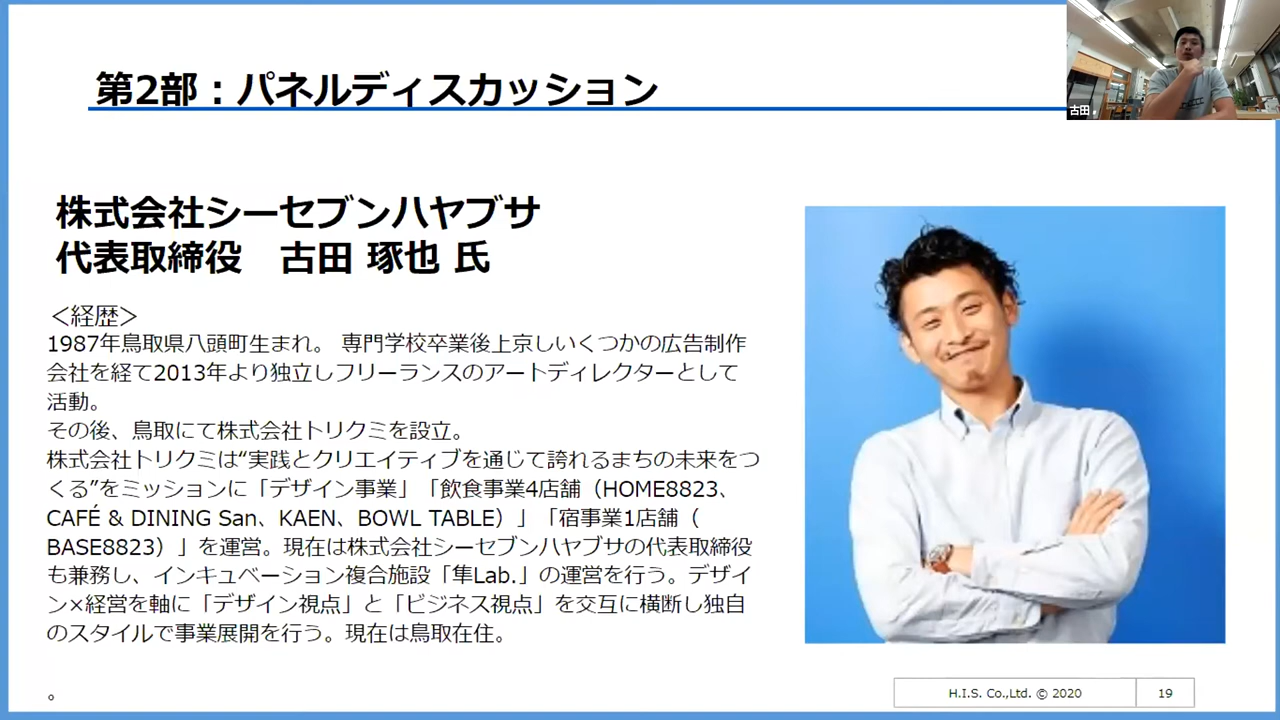 第2部：パネルディスカッション
古田
株式会社シーセブンハヤブサ
代表取締役　古田 琢也 氏
＜経歴＞
1987年鳥取県八頭町生まれ。 専門学校卒業後上京しいくつかの広告制作
会社を経て2013年より独立しフリーランスのアートディレクターとして
活動。
その後、鳥取にて株式会社トリクミを設立。
株式会社トリクミは“実践とクリエイティブを通じて誇れるまちの未来をつ
くる”をミッションに「デザイン事業」「飲食事業4店舗（HOME8823、
CAFÉ & DINING San、KAEN、BOWL TABLE）」「宿事業1店舗（
BASE8823）」を運営。現在は株式会社シーセブンハヤブサの代表取締役
も兼務し、インキュベーション複合施設「隼Lab.」の運営を行う。デザイ
ン×経営を軸に「デザイン視点」と「ビジネス視点」を交互に横断し独自
のスタイルで事業展開を行う。現在は鳥取在住。
。
H.I.S. Co.,Ltd. © 2020
19